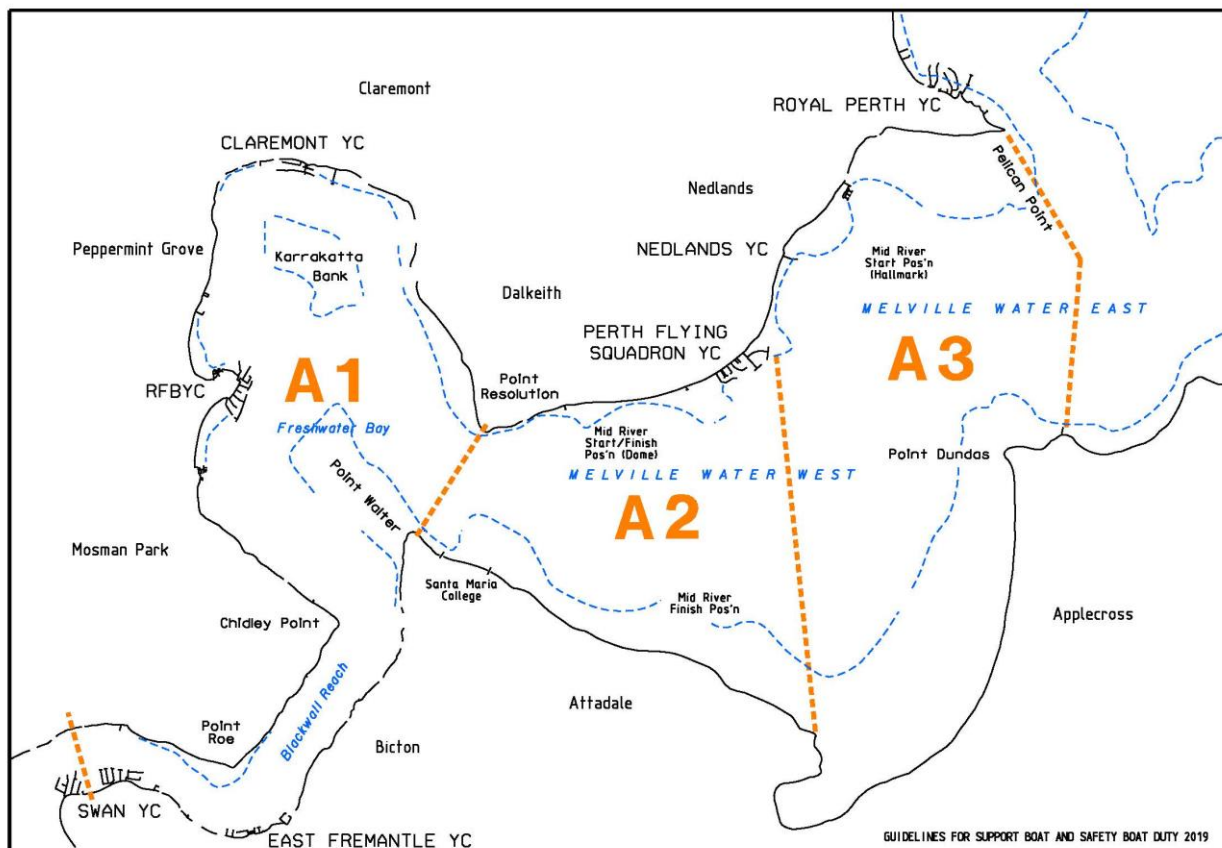 Claremont
ROYAL PERTH YC
CLAREMONT YC
Pelican Point
Nedlands
Peppermint Grove
Karrakatta
Bank
NEDLANDS YC
Mid River
Start Pos'n
(Hallmark)
Dalkeith
MELVILLE WATER EAST
PERTH FLYING
SQUADRON YC
A3
A1
Point
Resolution
RFBYC
Freshwater Bay
Mid River
Start/Finish
Pos'n (Dome)
Point Dundas
MELVILLE WATER WEST
Point Walter
A2
Mosman Park
Santa Maria
College
Mid River
Finish Pos'n
Chidley Point
Applecross
Attadale
Point
Roe
Blackwall Reach
Bicton
SWAN YC
EAST FREMANTLE YC
GUIDELINES FOR SUPPORT BOAT AND SAFETY BOAT DUTY 2019